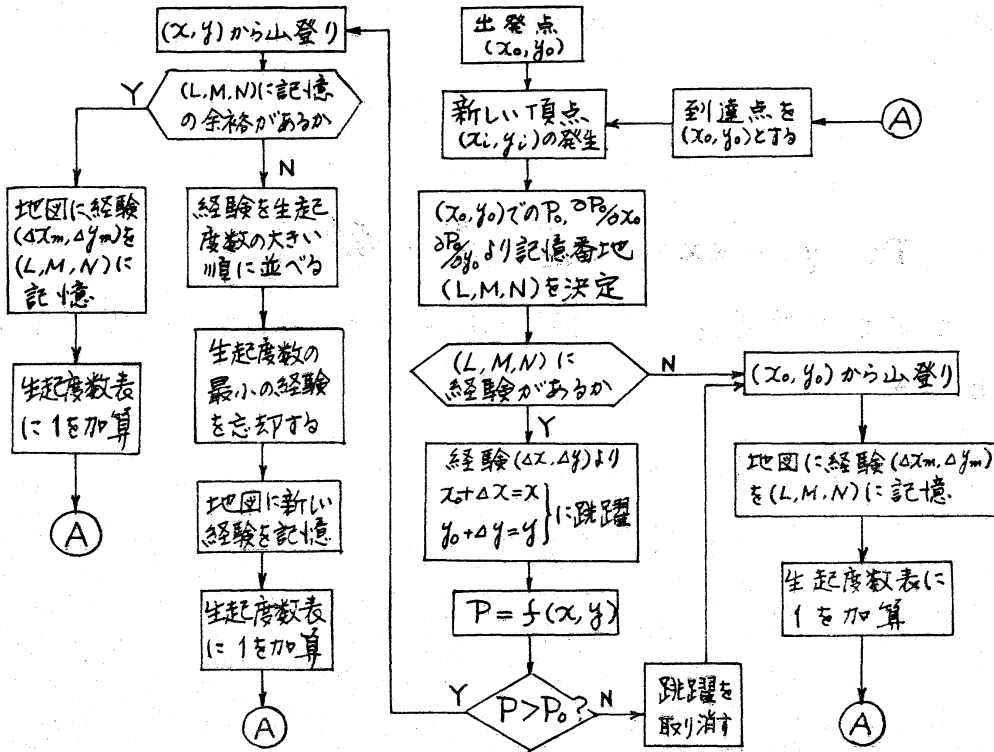 出発点
(x₀, y₀)
新しい頂点
(xᵢ, yᵢ)の発生
到達点を
(x₀, y₀)とする
A
(x₀, y₀)でのP₀, ∂P₀/∂x₀
∂P₀/∂y₀より記憶番地
(L, M, N)を決定
(L, M, N)に
経験があるか
N
Y
経験(Δx, Δy)より
x₀+Δx=x
y₀+Δy=y
}に跳躍
P=f(x, y)
P>P₀?
Y
N
跳躍を
取り消す
(x₀, y₀)から山登り
地図に経験(Δxm, Δym)
を(L, M, N)に記憶
生起度数表に
1を加算
A
(x, y)から山登り
(L, M, N)に記憶
の余裕があるか
Y
N
地図に経験
(Δxm, Δym)を
(L, M, N)に
記憶
生起度数表
に1を加算
A
経験を生起
度数の大きい
順に並べる
生起度数の
最小の経験
を忘却する
地図に新しい
経験を記憶
生起度数表
に1を加算
A